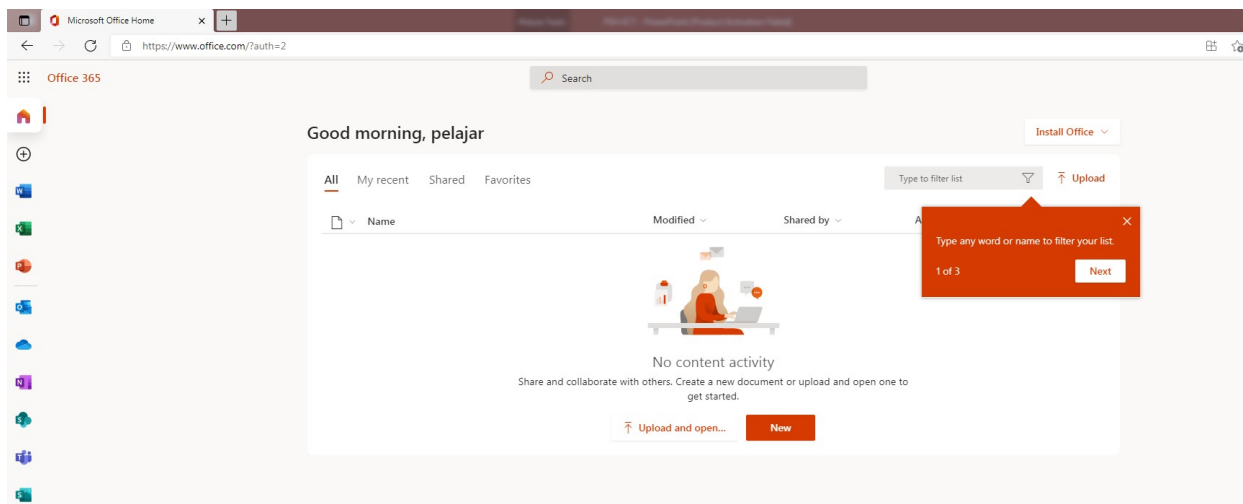 Microsoft Office Home
https://www.office.com/?auth=2
Office 365
Search
Good morning, pelajar
Install Office
All My recent Shared Favorites
Type to filter list
Upload
Name Modified Shared by A
Type any word or name to filter your list.
1 of 3
Next
No content activity
Share and collaborate with others. Create a new document or upload and open one to
get started.
Upload and open...
New